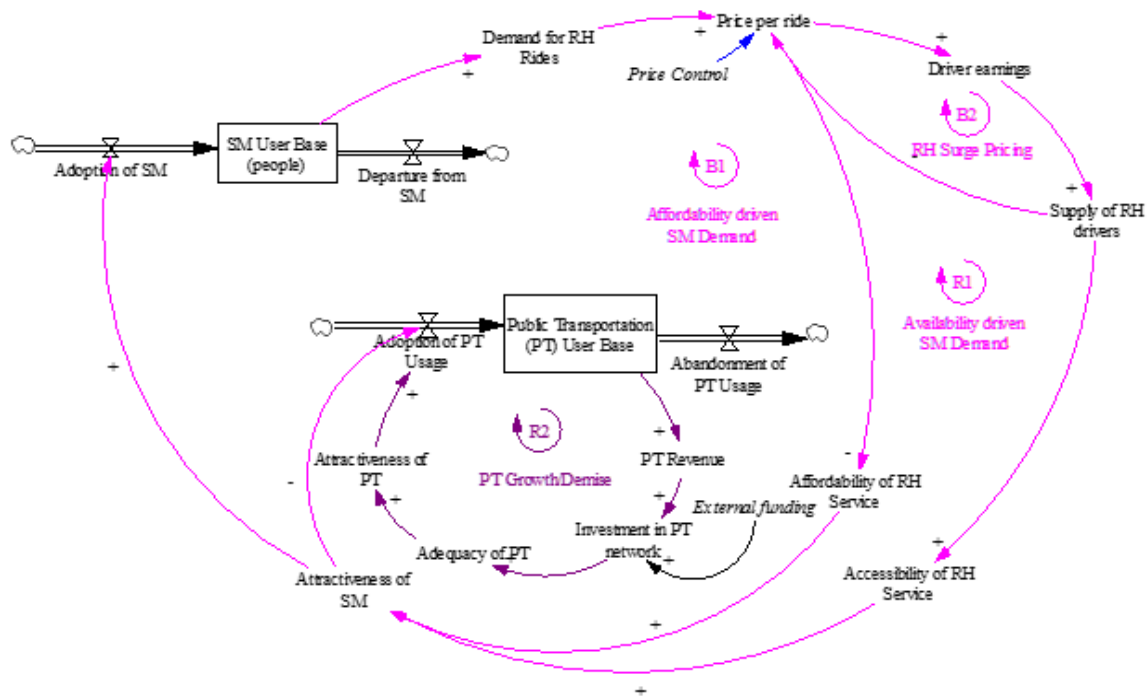 Price per ride
+
+
Demand for RH
Rides
+
Price Control
Driver earnings
B2
RH Surge Pricing
SM User Base
(people)
Adoption of SM
Departure from
SM
B1
-
+
Supply of RH
drivers
Affordability driven
SM Demand
R1
Availability driven
SM Demand
Public Transportation
(PT) User Base
Adoption of PT
Usage
Abandonment of
PT Usage
+
+
R2
PT Growth/Demise
+
Attractiveness of
PT
PT Revenue
-
Affordability of RH
Service
-
+
+
External funding
Investment in PT
network
+
Adequacy of PT
+
+
Accessibility of RH
Service
Attractiveness of
SM
+
+